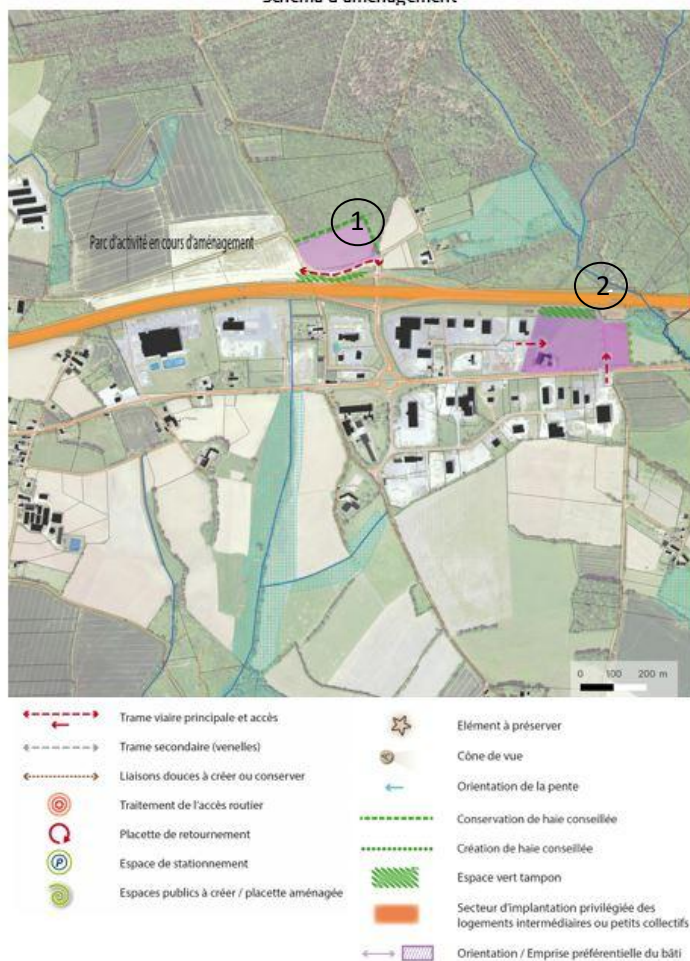 Schéma d'aménagement
1
Parc d'activité en cours d'aménagement
2
0 100 200 m
Trame viaire principale et accès
Trame secondaire (venelles)
Liaisons douces à créer ou conserver
Traitement de l'accès routier
Placette de retournement
P
Espace de stationnement
Espaces publics à créer / placette aménagée
Elément à préserver
Cône de vue
Orientation de la pente
Conservation de haie conseillée
Création de haie conseillée
Espace vert tampon
Secteur d'implantation privilégiée des
logements intermédiaires ou petits collectifs
Orientation / Emprise préférentielle du bâti